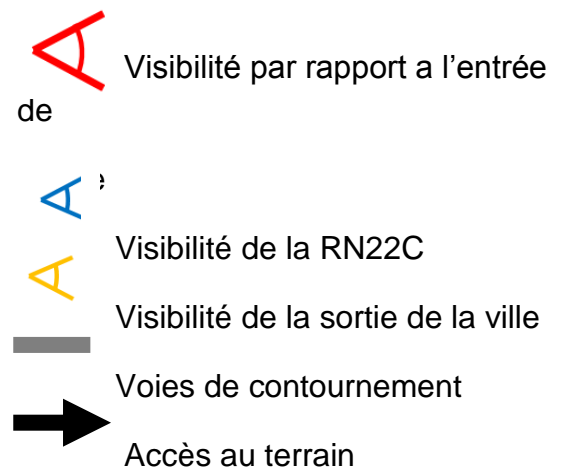 Visibilité par rapport a l’entrée
de
Visibilité de la RN22C
Visibilité de la sortie de la ville
Voies de contournement
Accès au terrain